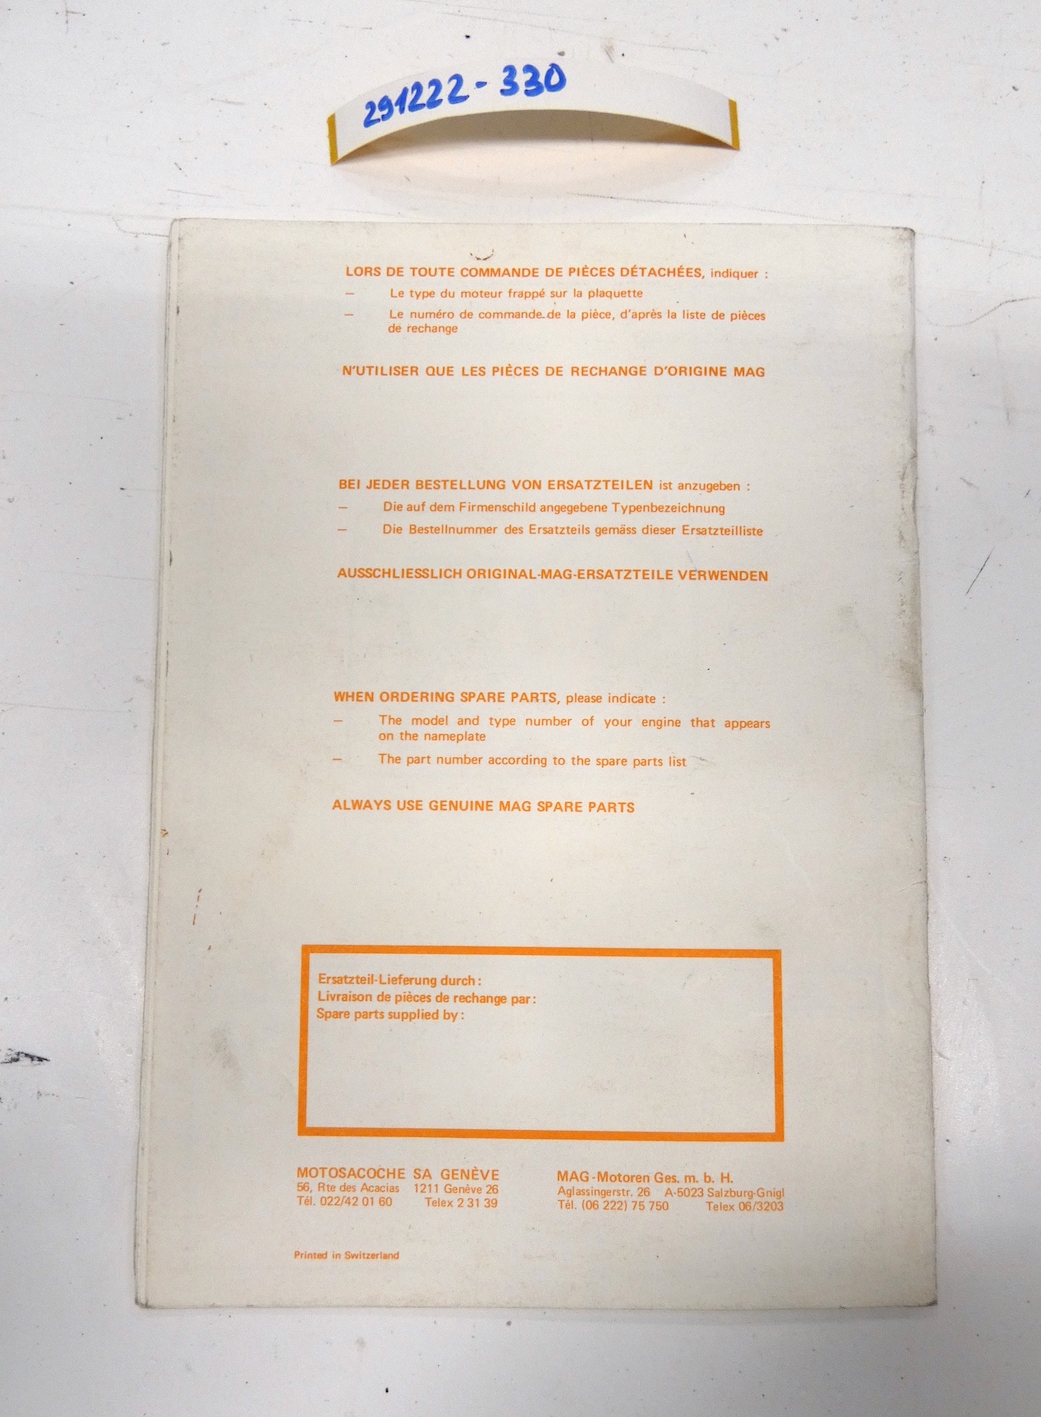 291222-330
LORS DE TOUTE COMMANDE DE PIÈCES DÉTACHÉES, indiquer :
— Le type du moteur frappé sur la plaquette
— Le numéro de commande de la pièce, d'après la liste de pièces
de rechange
N'UTILISER QUE LES PIÈCES DE RECHANGE D'ORIGINE MAG
BEI JEDER BESTELLUNG VON ERSATZTEILEN ist anzugeben :
— Die auf dem Firmenschild angegebene Typenbezeichnung
— Die Bestellnummer des Ersatzteils gemäss dieser Ersatzteilliste
AUSSCHLIESSLICH ORIGINAL-MAG-ERSATZTEILE VERWENDEN
WHEN ORDERING SPARE PARTS, please indicate :
— The model and type number of your engine that appears
on the nameplate
— The part number according to the spare parts list
ALWAYS USE GENUINE MAG SPARE PARTS
Ersatzteil-Lieferung durch :
Livraison de pièces de rechange par :
Spare parts supplied by :
MOTOSACOCHE SA GENÈVE
56, Rte des Acacias 1211 Genève 26
Tél. 022/42 01 60 Telex 2 31 39
MAG-Motoren Ges. m. b. H.
Aglassingerstr. 26 A-5023 Salzburg-Gnigl
Tél. (06 222) 75 750 Telex 06/3203
Printed in Switzerland